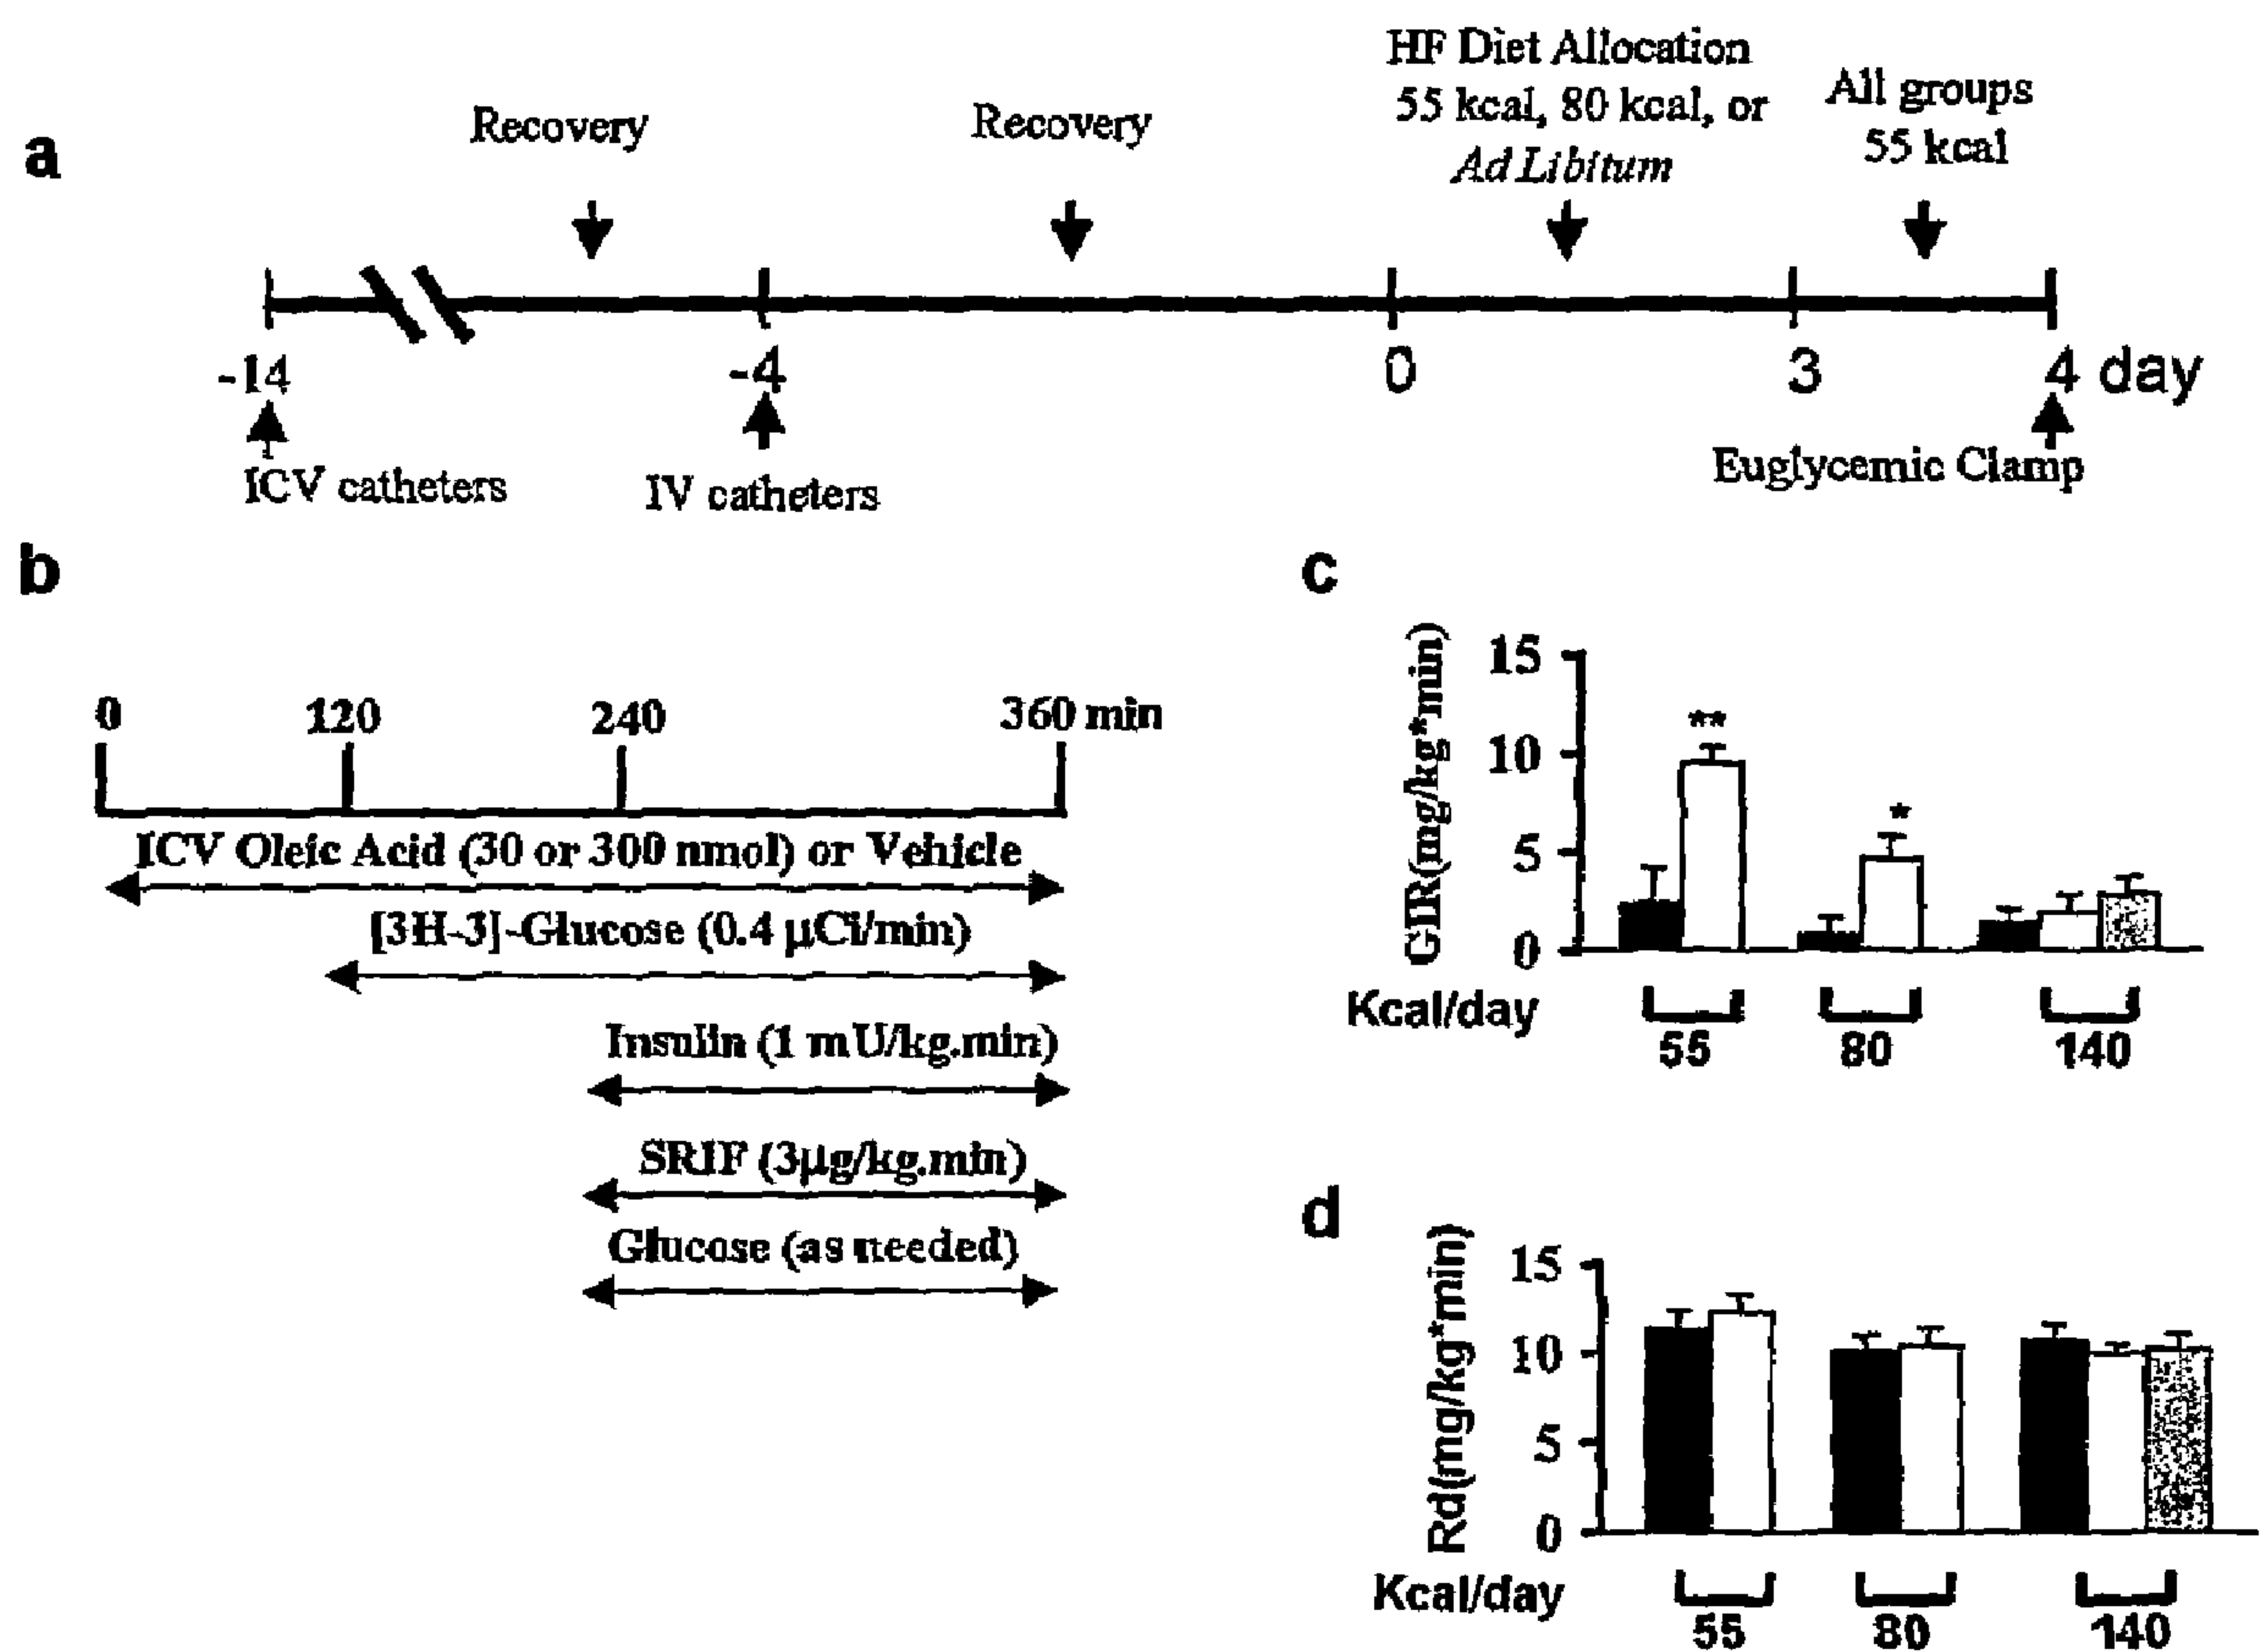 a
Recovery
Recovery
HF Diet Allocation
55 kcal, 80 kcal, or
Ad Libitum
All groups
55 kcal
-14
-4
0
3
4 day
ICV catheters
IV catheters
Euglycemic Clamp
b
0
120
240
360 min
ICV Oleic Acid (30 or 300 nmol) or Vehicle
[3H-3]-Glucose (0.4 µCi/min)
Insulin (1 mU/kg.min)
SRIF (3µg/kg.min)
Glucose (as needed)
c
GIR(mg/kg*min)
15
10
5
0
**
*
Kcal/day
55
80
140
d
Rd(mg/kg*min)
15
10
5
0
Kcal/day
55
80
140